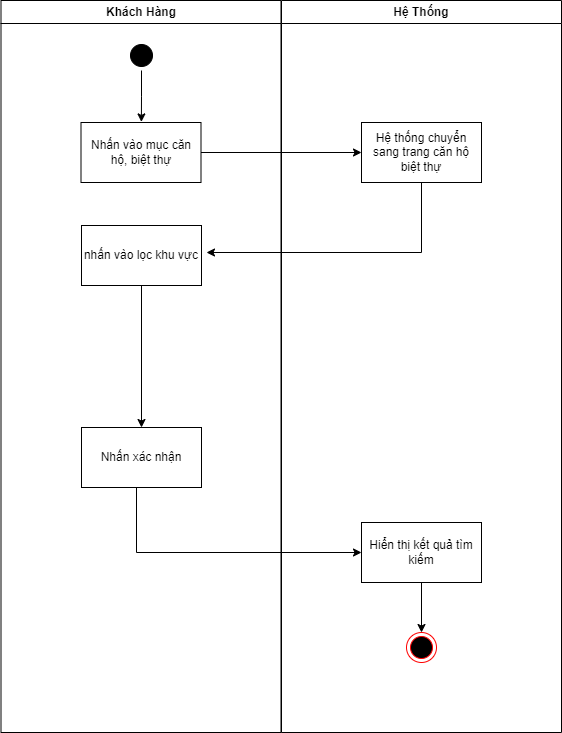 Khách Hàng
Hệ Thống
Nhấn vào mục căn
hộ, biệt thự
Hệ thống chuyển
sang trang căn hộ
biệt thự
nhấn vào lọc khu vực
Nhấn xác nhận
Hiển thị kết quả tìm
kiếm